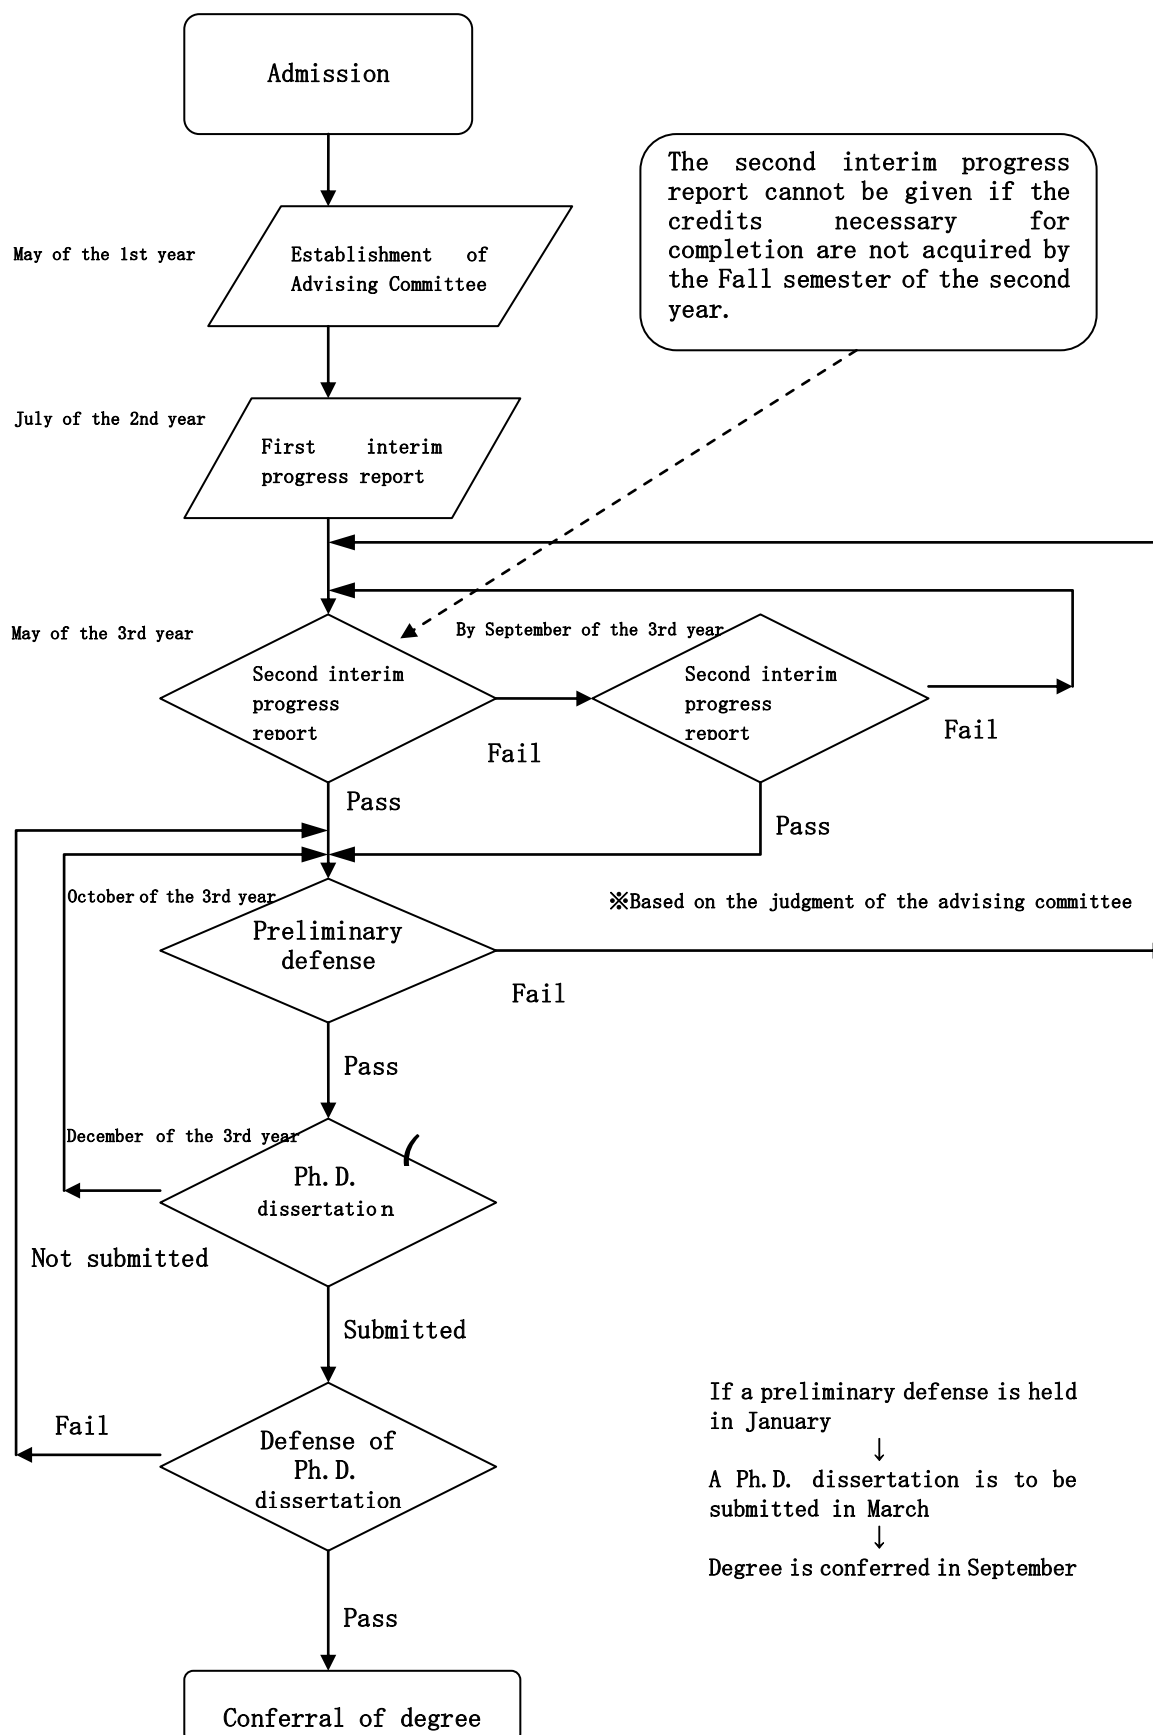 Admission
The second interim progress
report cannot be given if the
credits necessary for
completion are not acquired by
the Fall semester of the second
year.
May of the 1st year
Establishment of
Advising Committee
July of the 2nd year
First interim
progress report
May of the 3rd year
By September of the 3rd year
Second interim
progress
report
Second interim
progress
report
Fail
Fail
Pass
Pass
October of the 3rd year
※Based on the judgment of the advising committee
Preliminary
defense
Fail
Pass
December of the 3rd year
(
Ph.D.
dissertation
Not submitted
Submitted
If a preliminary defense is held
in January
↓
A Ph.D. dissertation is to be
submitted in March
↓
Degree is conferred in September
Fail
Defense of
Ph.D.
dissertation
Pass
Conferral of degree